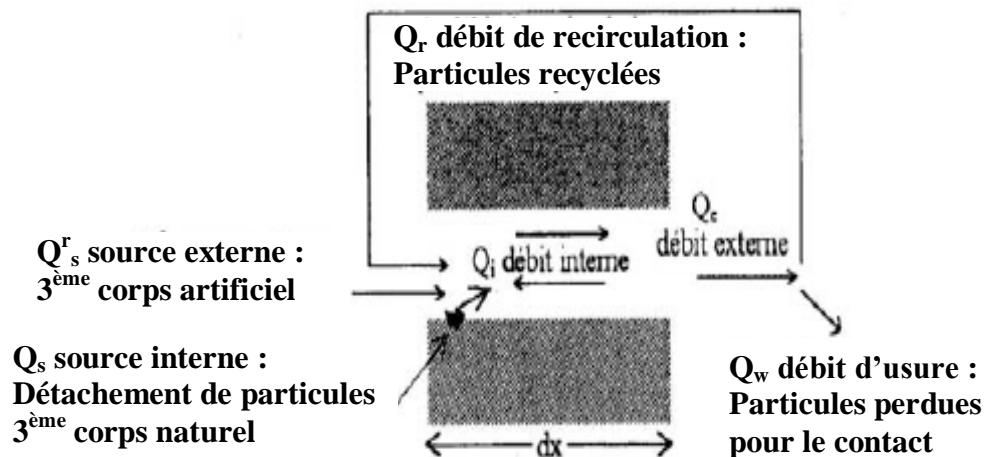 Qr débit de recirculation :
Particules recyclées
Qe
débit externe
Qi débit interne
Qrs source externe :
3ème corps artificiel
Qs source interne :
Détachement de particules
3ème corps naturel
Qw débit d'usure :
Particules perdues
pour le contact
dx